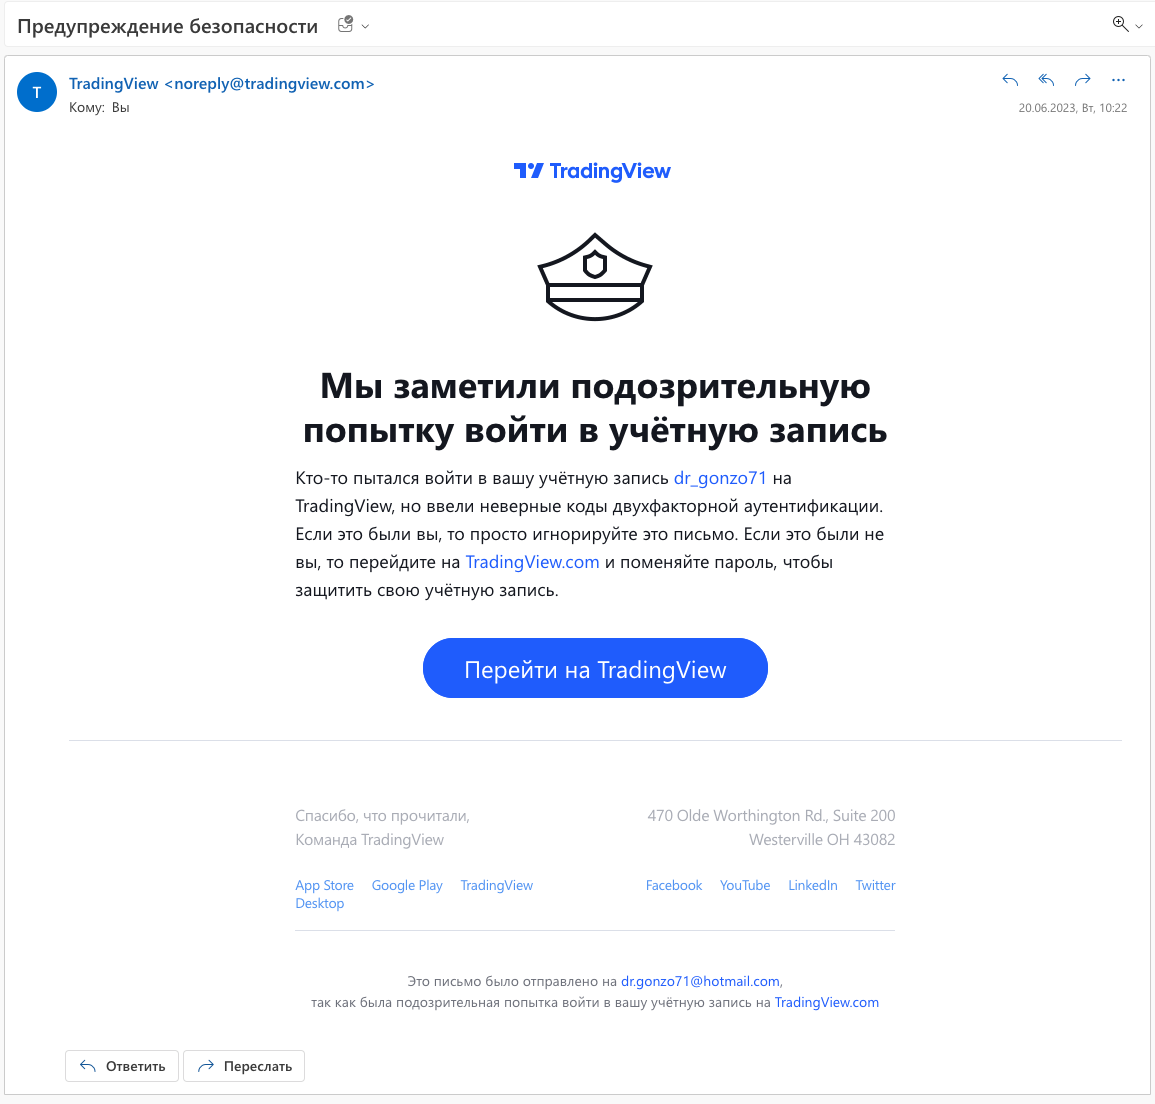 Предупреждение безопасности
T
TradingView <noreply@tradingview.com>
Кому: Вы
20.06.2023, Вт, 10:22
TradingView
Мы заметили подозрительную
попытку войти в учётную запись
Кто-то пытался войти в вашу учётную запись dr_gonzo71 на
TradingView, но ввели неверные коды двухфакторной аутентификации.
Если это были вы, то просто игнорируйте это письмо. Если это были не
вы, то перейдите на TradingView.com и поменяйте пароль, чтобы
защитить свою учётную запись.
Перейти на TradingView
Спасибо, что прочитали,
Команда TradingView
470 Olde Worthington Rd., Suite 200
Westerville OH 43082
App Store Google Play TradingView
Desktop
Facebook YouTube LinkedIn Twitter
Это письмо было отправлено на dr.gonzo71@hotmail.com,
так как была подозрительная попытка войти в вашу учётную запись на TradingView.com
Ответить
Переслать